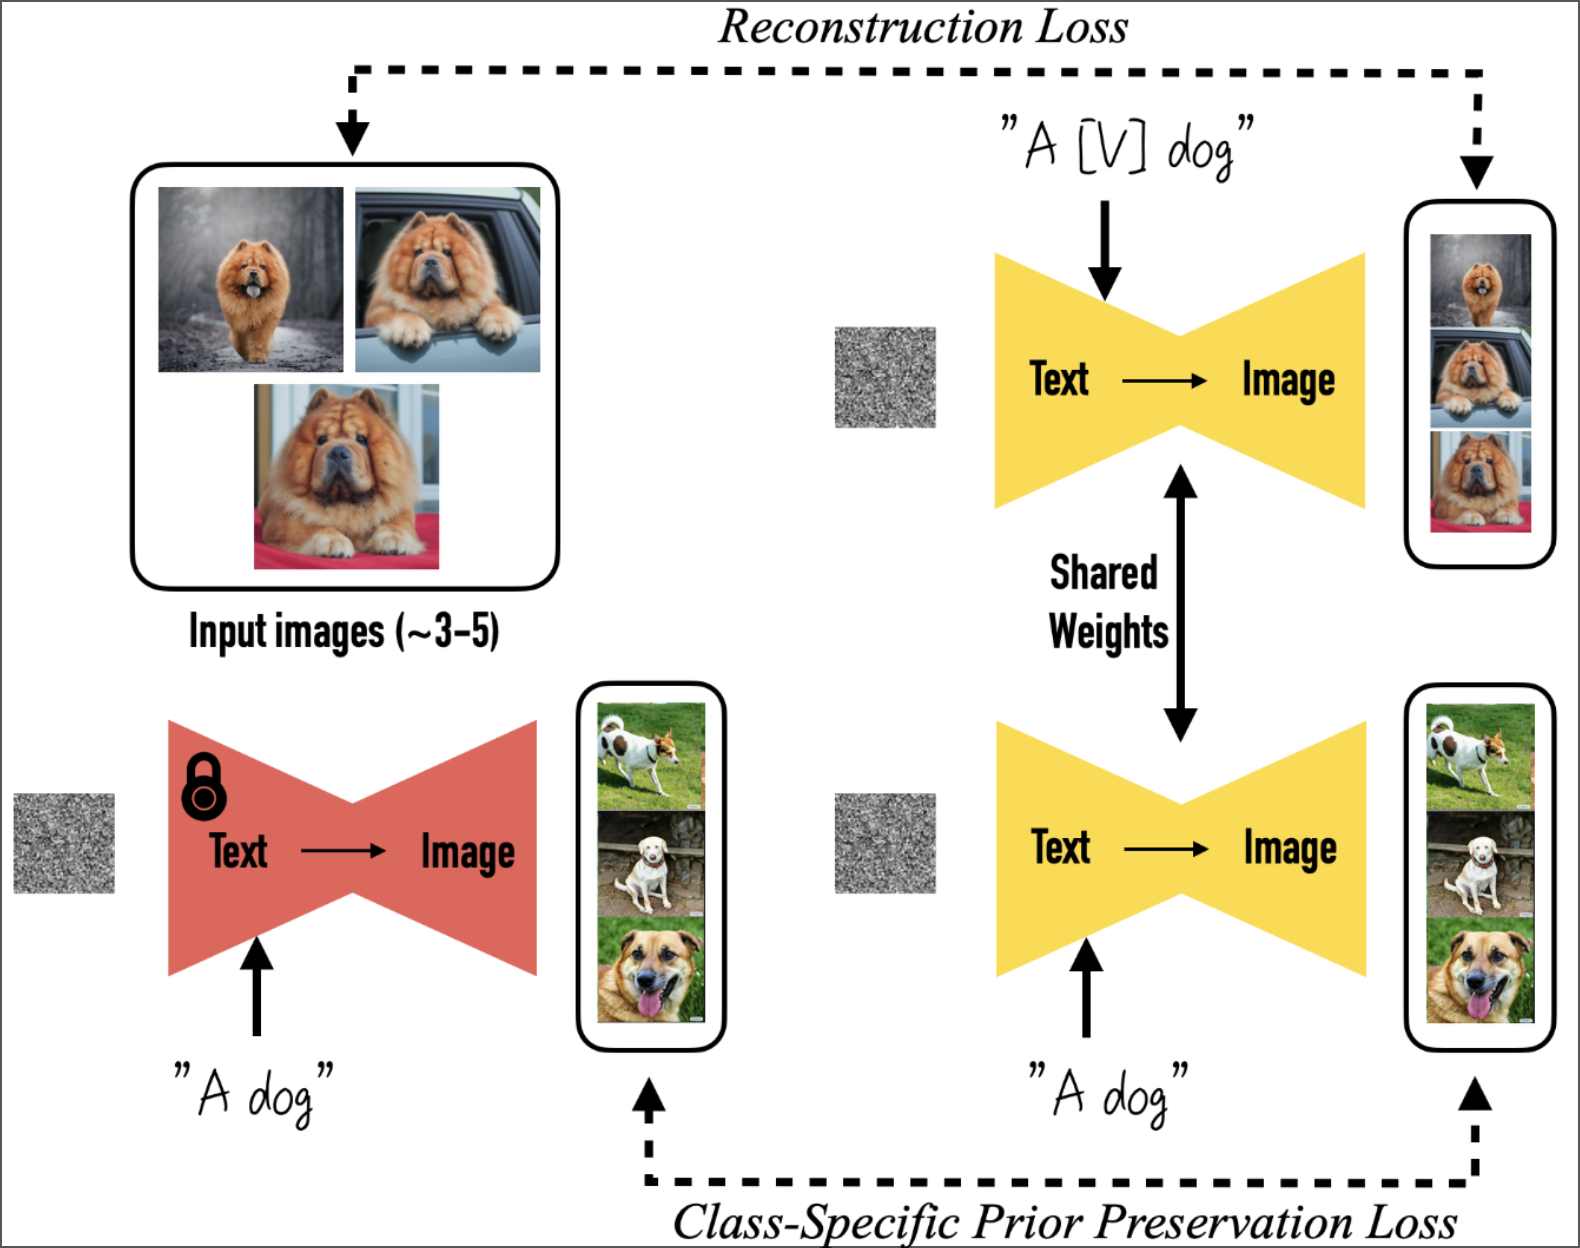 Reconstruction Loss
”A [V] dog”
Text
Image
Input images (~3–5)
Shared
Weights
Text
Image
Text
Image
”A dog”
”A dog”
Class-Specific Prior Preservation Loss